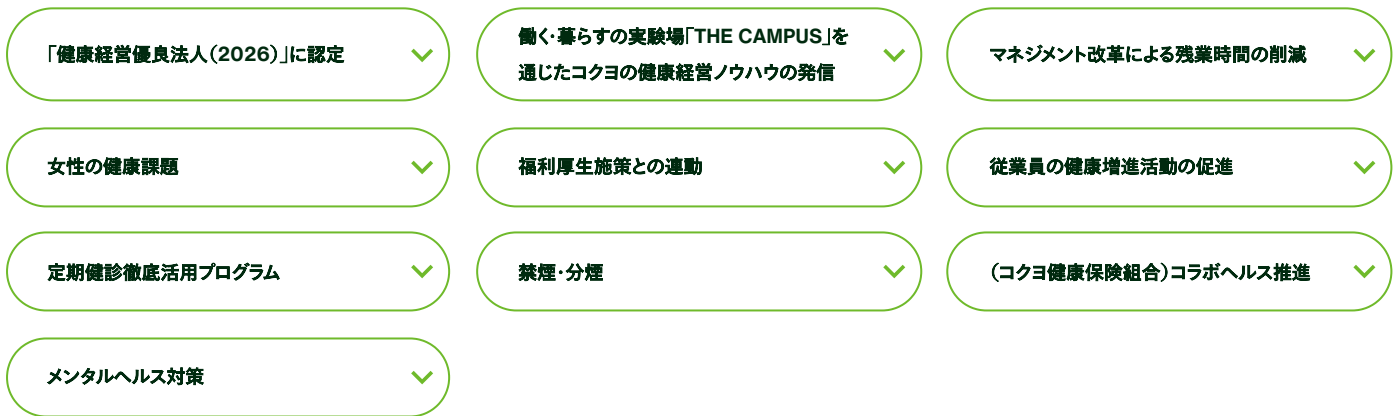 「健康経営優良法人（2026）」に認定
働く・暮らすの実験場「THE CAMPUS」を
通じたコクヨの健康経営ノウハウの発信
マネジメント改革による残業時間の削減
女性の健康課題
福利厚生施策との連動
従業員の健康増進活動の促進
定期健診徹底活用プログラム
禁煙・分煙
（コクヨ健康保険組合）コラボヘルス推進
メンタルヘルス対策